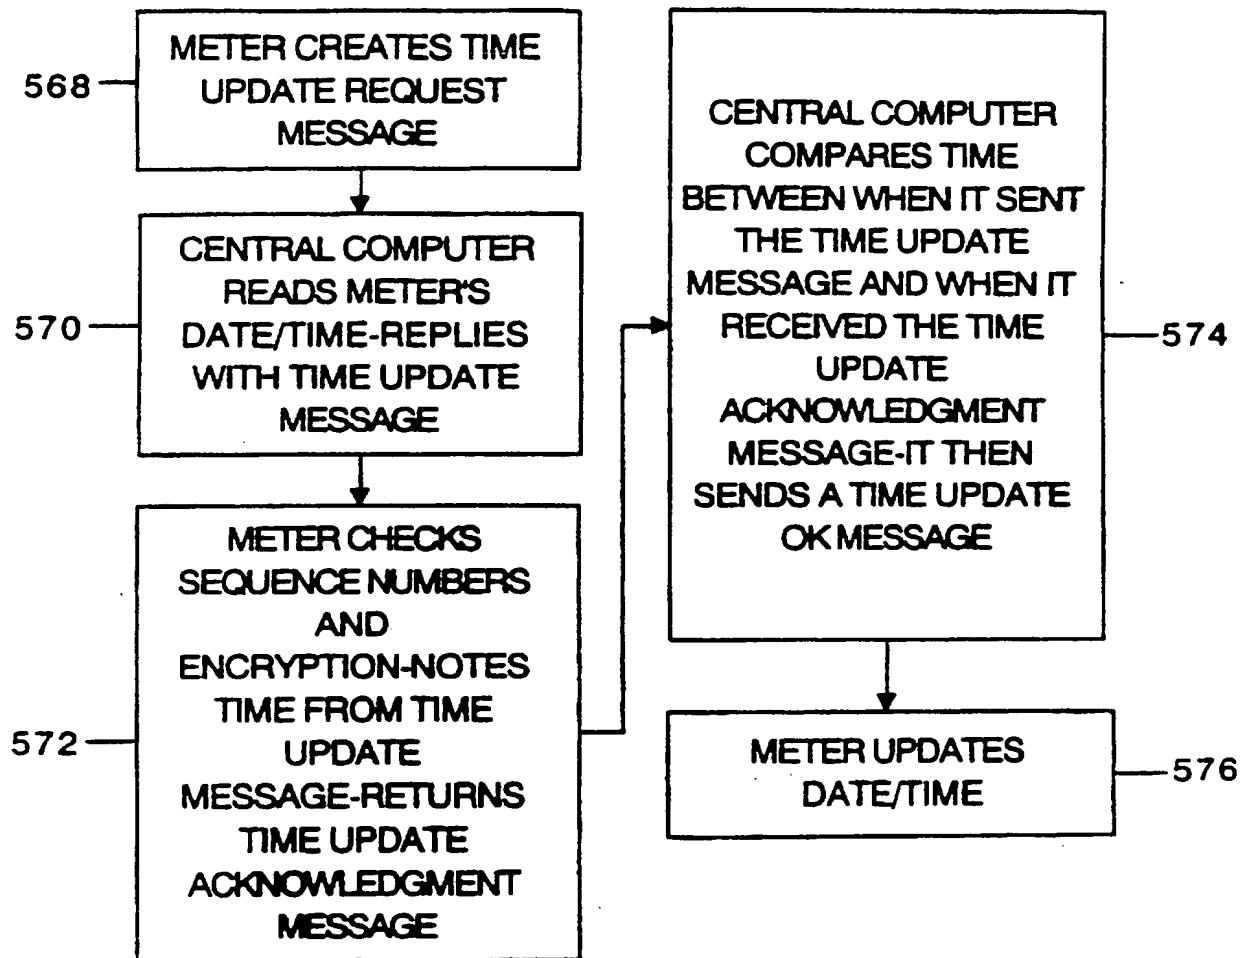 568
METER CREATES TIME
UPDATE REQUEST
MESSAGE
570
CENTRAL COMPUTER
READS METER'S
DATE/TIME-REPLIES
WITH TIME UPDATE
MESSAGE
572
METER CHECKS
SEQUENCE NUMBERS
AND
ENCRYPTION-NOTES
TIME FROM TIME
UPDATE
MESSAGE-RETURNS
TIME UPDATE
ACKNOWLEDGMENT
MESSAGE
CENTRAL COMPUTER
COMPARES TIME
BETWEEN WHEN IT SENT
THE TIME UPDATE
MESSAGE AND WHEN IT
RECEIVED THE TIME
UPDATE
ACKNOWLEDGMENT
MESSAGE-IT THEN
SENDS A TIME UPDATE
OK MESSAGE
574
METER UPDATES
DATE/TIME
576